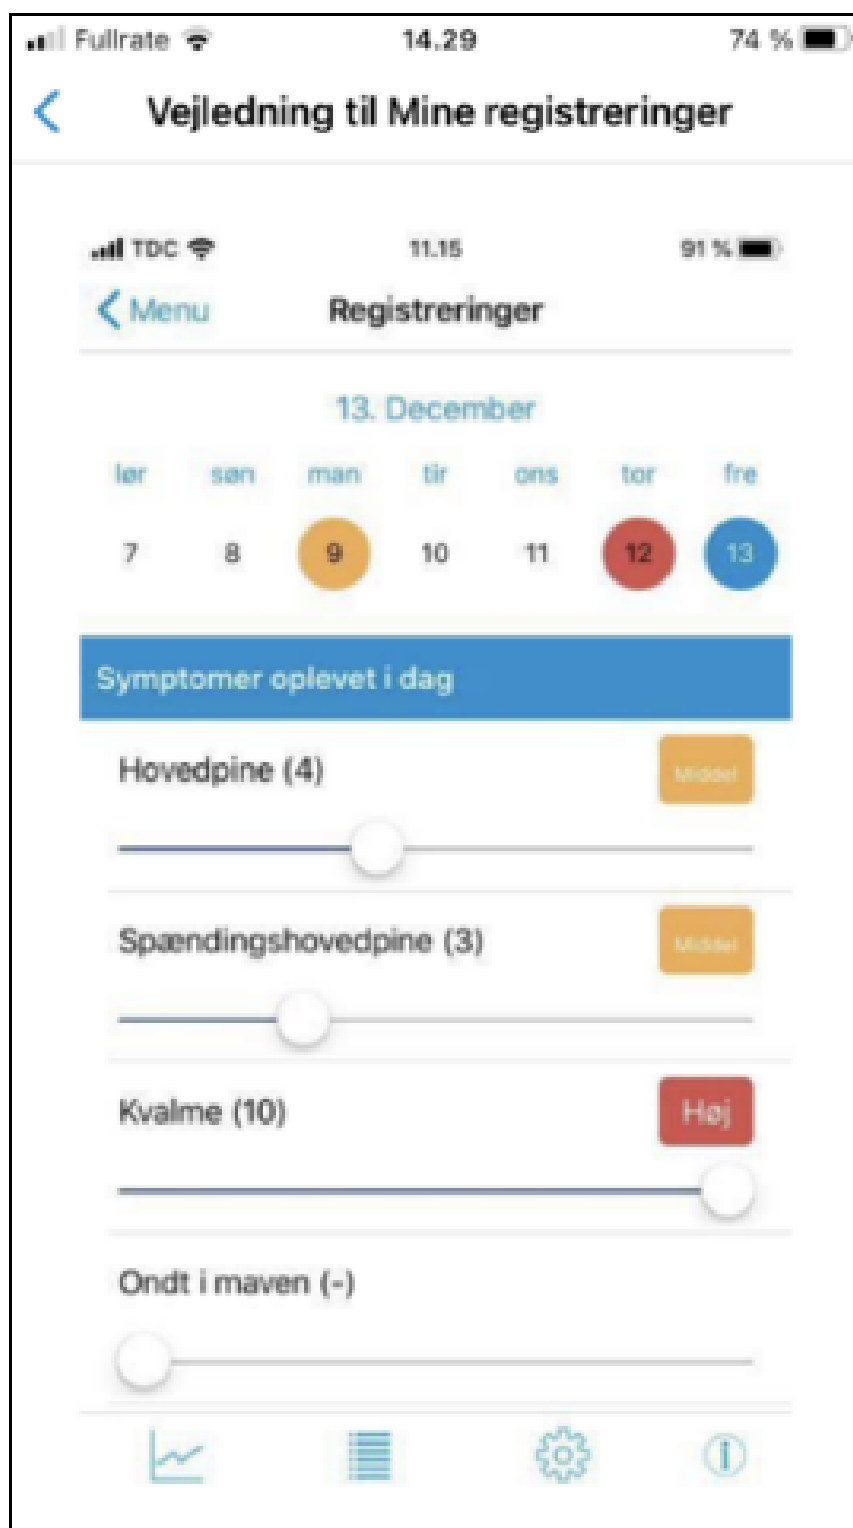 Fullrate 14.29 74 %
Vejledning til Mine registreringer
TDC 11.15 91 %
Menu Registreringer
13. December
lør søn man tir ons tor fre
7 8 9 10 11 12 13
Symptomer oplevet i dag
Hovedpine (4) Middel
Spændingshovedpine (3) Middel
Kvalme (10) Høj
Ondt i maven (-)